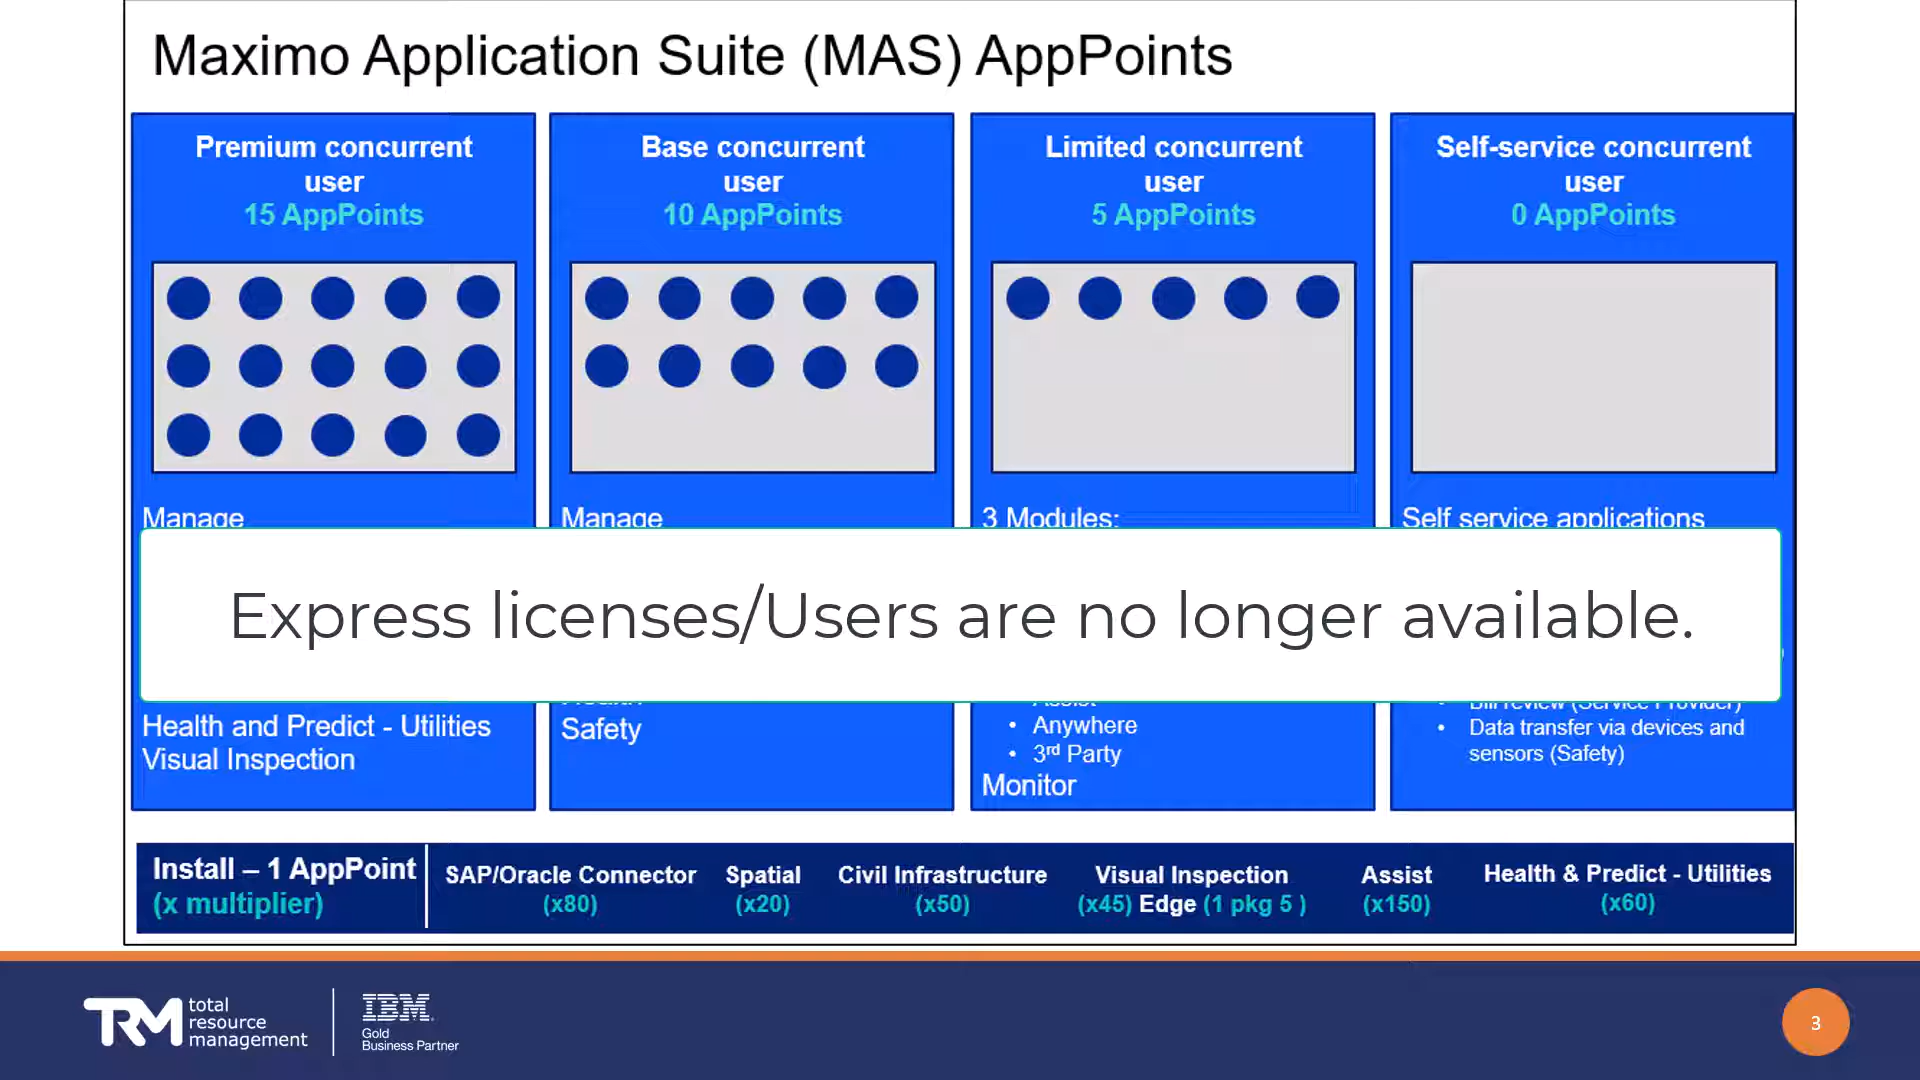 Maximo Application Suite (MAS) AppPoints
Premium concurrent
user
15 AppPoints
Manage
Health and Predict - Utilities
Visual Inspection
Base concurrent
user
10 AppPoints
Manage
Safety
Limited concurrent
user
5 AppPoints
3 Modules:
• Assist
• Anywhere
• 3rd Party
Monitor
Self-service concurrent
user
0 AppPoints
Self service applications
• Bill review (Service Provider)
• Data transfer via devices and
sensors (Safety)
Express licenses/Users are no longer available.
Install – 1 AppPoint
(x multiplier)
SAP/Oracle Connector
(x80)
Spatial
(x20)
Civil Infrastructure
(x50)
Visual Inspection
(x45) Edge (1 pkg 5 )
Assist
(x150)
Health & Predict - Utilities
(x60)
TRM total
resource
management
IBM
Gold
Business Partner
3